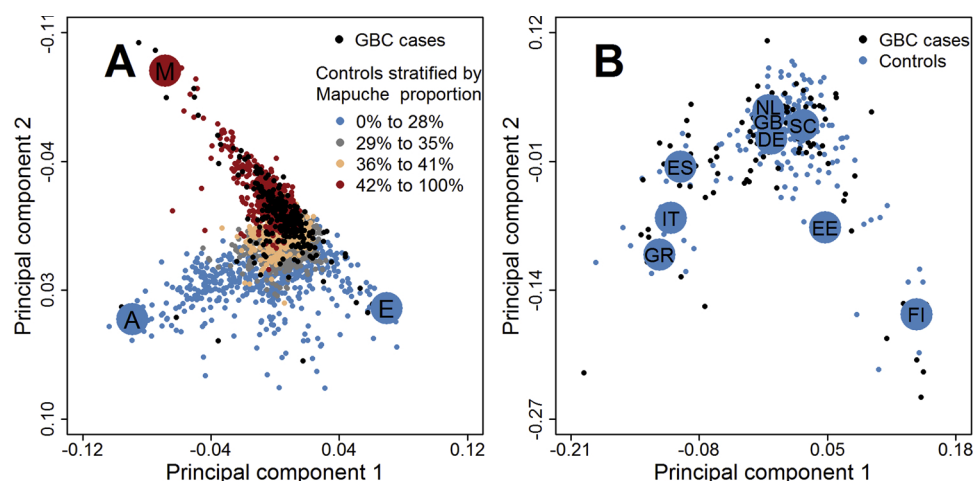 A
GBC cases
Controls stratified by
Mapuche proportion
0% to 28%
29% to 35%
36% to 41%
42% to 100%
M
A
E
-0.11
-0.04
0.03
0.10
Principal component 2
-0.12
-0.04
0.04
0.12
Principal component 1
B
GBC cases
Controls
NL
GB
DE
SC
ES
IT
GR
EE
FI
0.12
-0.01
-0.14
-0.27
Principal component 2
-0.21
-0.08
0.05
0.18
Principal component 1